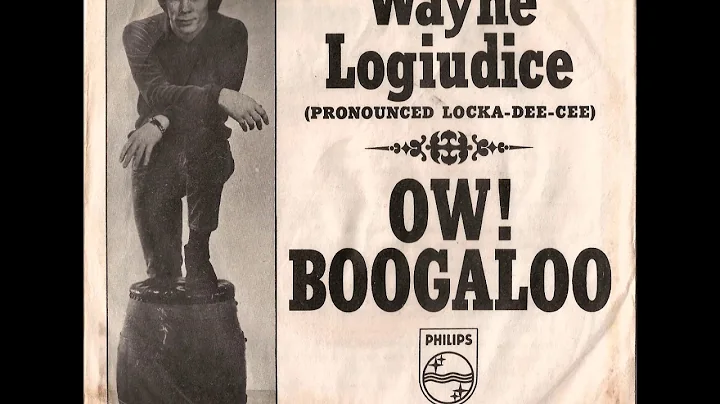 Wayne
Logiudice
(PRONOUNCED LOCKA-DEE-CEE)
OW!
BOOGALOO
PHILIPS